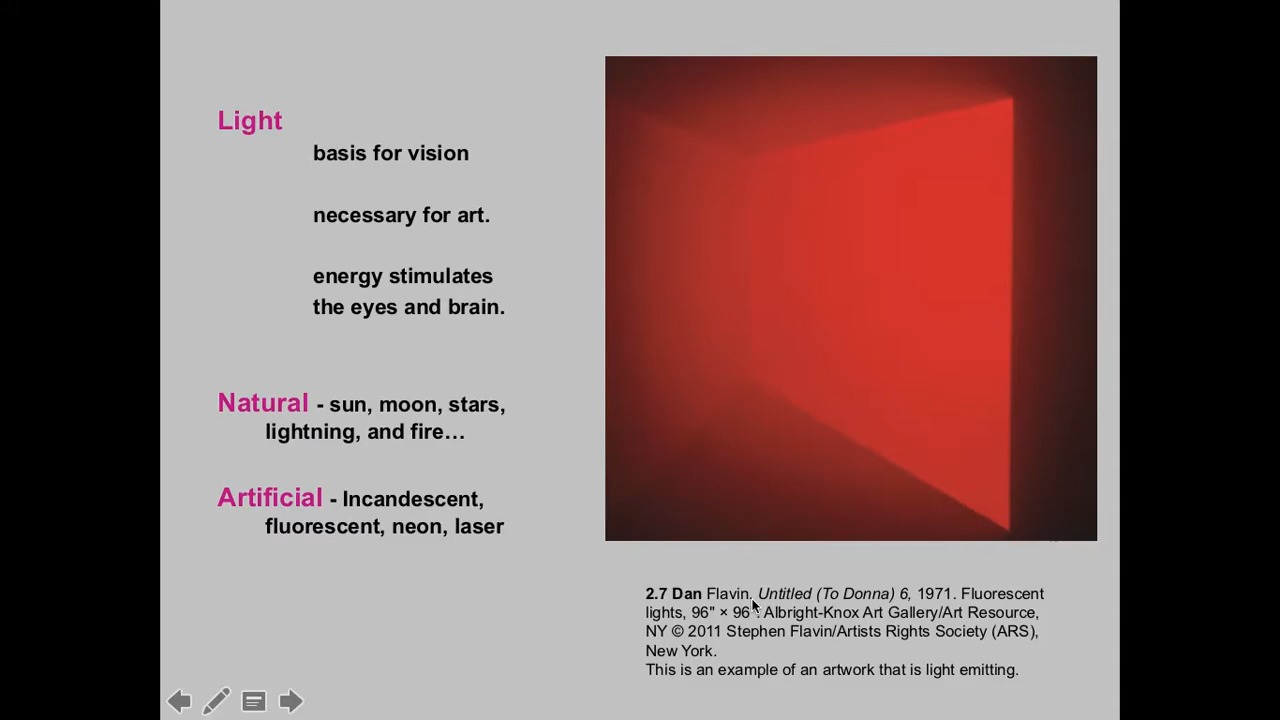 Light
basis for vision
necessary for art.
energy stimulates
the eyes and brain.
Natural - sun, moon, stars,
lightning, and fire…
Artificial - Incandescent,
fluorescent, neon, laser
2.7 Dan Flavin. Untitled (To Donna) 6, 1971. Fluorescent
lights, 96" × 96". Albright-Knox Art Gallery/Art Resource,
NY © 2011 Stephen Flavin/Artists Rights Society (ARS),
New York.
This is an example of an artwork that is light emitting.